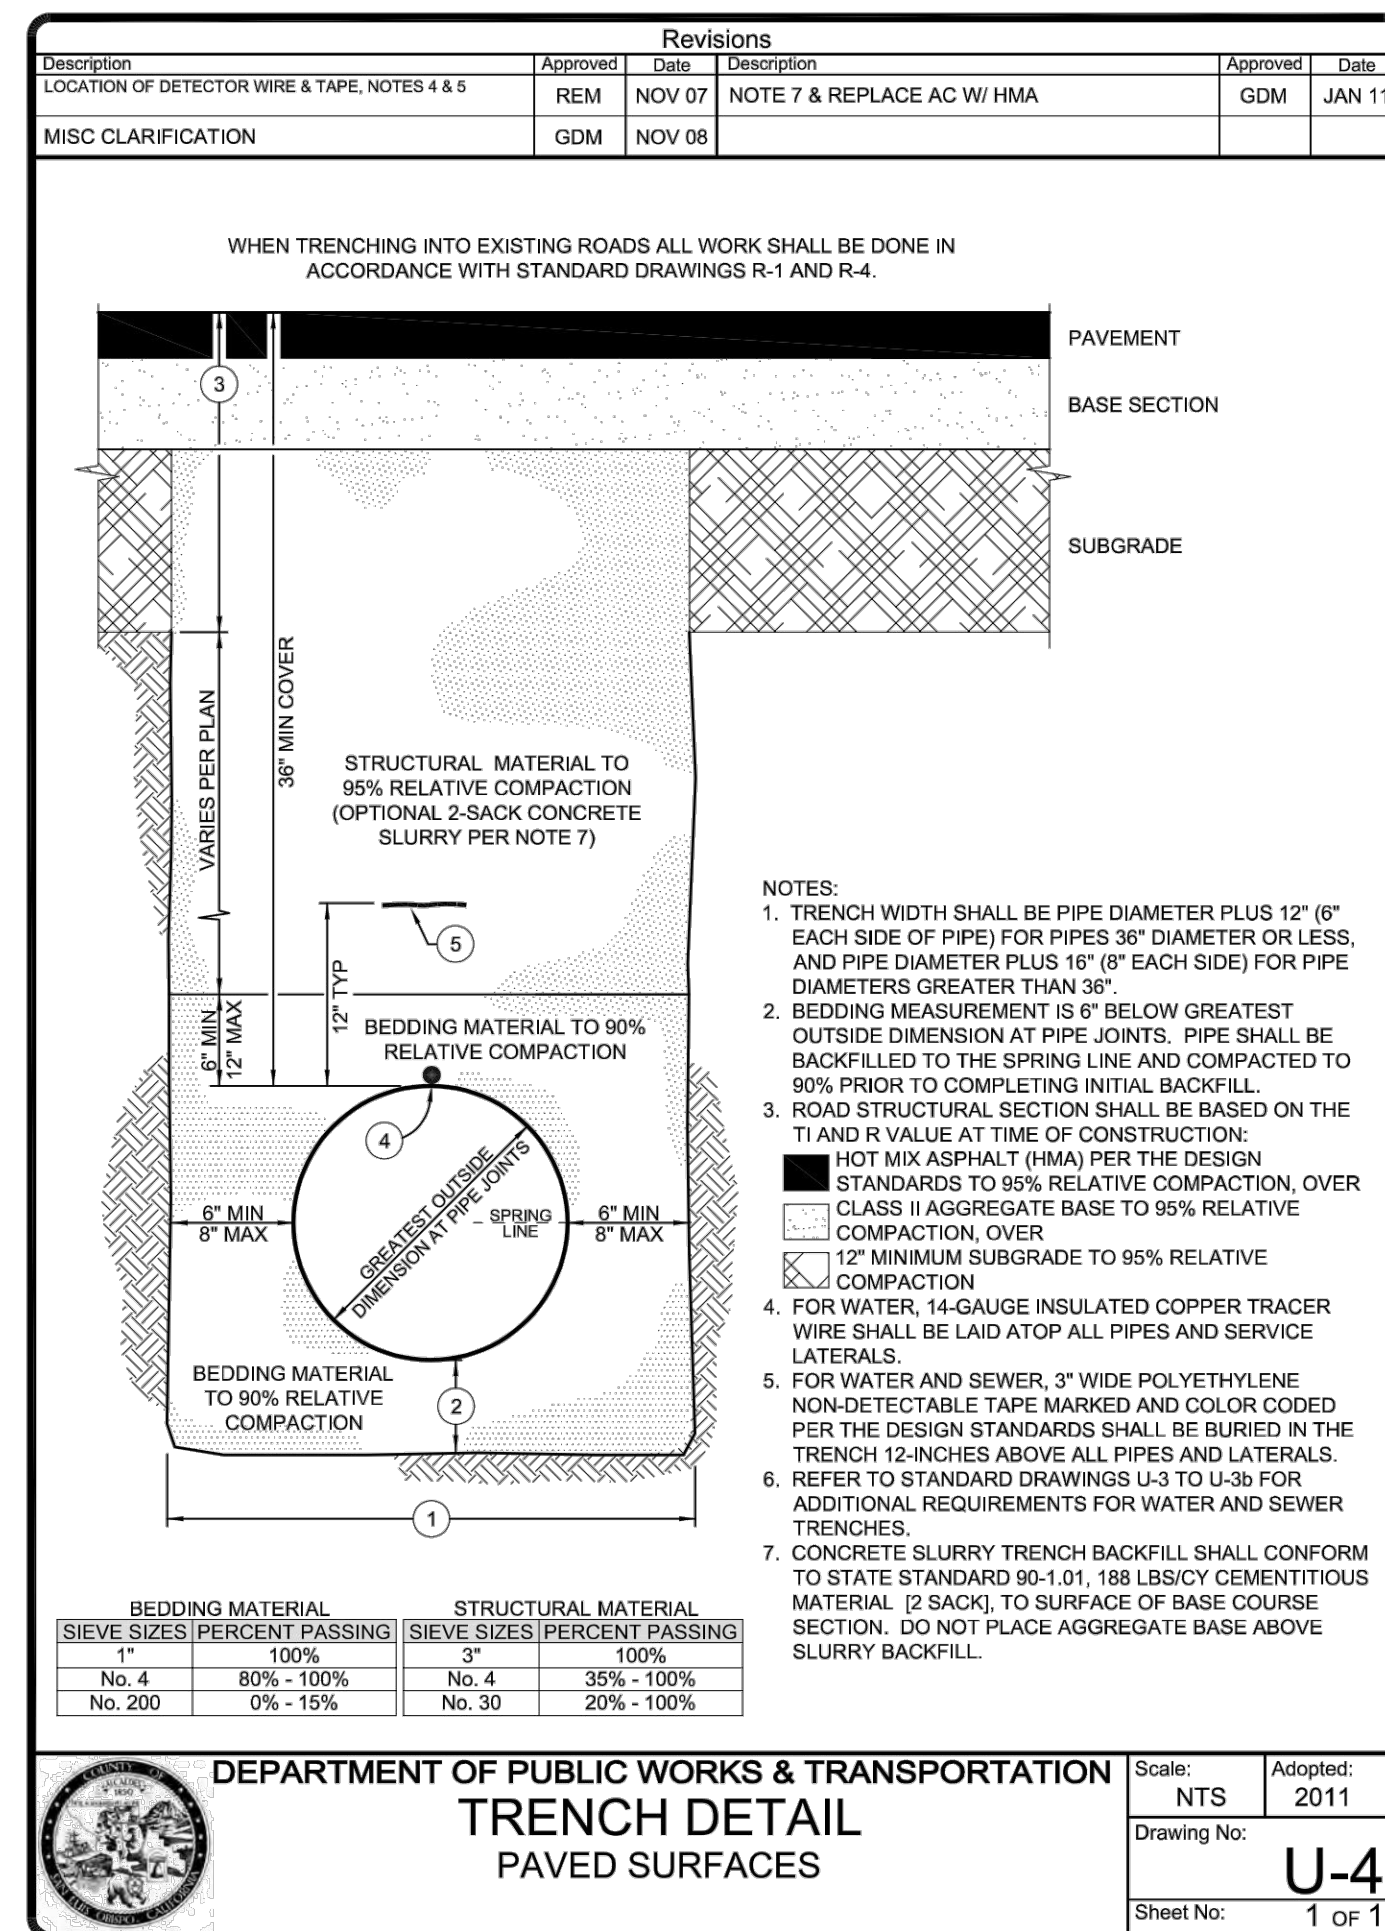 Revisions
Description Approved Date Description Approved Date
LOCATION OF DETECTOR WIRE & TAPE, NOTES 4 & 5 REM NOV 07 NOTE 7 & REPLACE AC W/ HMA GDM JAN 11
MISC CLARIFICATION GDM NOV 08
WHEN TRENCHING INTO EXISTING ROADS ALL WORK SHALL BE DONE IN
ACCORDANCE WITH STANDARD DRAWINGS R-1 AND R-4.
PAVEMENT
3
BASE SECTION
SUBGRADE
36" MIN COVER
VARIES PER PLAN
STRUCTURAL MATERIAL TO
95% RELATIVE COMPACTION
(OPTIONAL 2-SACK CONCRETE
SLURRY PER NOTE 7)
5
12" TYP
6" MIN
12" MAX
BEDDING MATERIAL TO 90%
RELATIVE COMPACTION
4
GREATEST OUTSIDE
DIMENSION AT PIPE JOINTS
SPRING
LINE
6" MIN
8" MAX
6" MIN
8" MAX
BEDDING MATERIAL
TO 90% RELATIVE
COMPACTION
2
1
NOTES:
1. TRENCH WIDTH SHALL BE PIPE DIAMETER PLUS 12" (6"
EACH SIDE OF PIPE) FOR PIPES 36" DIAMETER OR LESS,
AND PIPE DIAMETER PLUS 16" (8" EACH SIDE) FOR PIPE
DIAMETERS GREATER THAN 36".
2. BEDDING MEASUREMENT IS 6" BELOW GREATEST
OUTSIDE DIMENSION AT PIPE JOINTS. PIPE SHALL BE
BACKFILLED TO THE SPRING LINE AND COMPACTED TO
90% PRIOR TO COMPLETING INITIAL BACKFILL.
3. ROAD STRUCTURAL SECTION SHALL BE BASED ON THE
TI AND R VALUE AT TIME OF CONSTRUCTION:
HOT MIX ASPHALT (HMA) PER THE DESIGN
STANDARDS TO 95% RELATIVE COMPACTION, OVER
CLASS II AGGREGATE BASE TO 95% RELATIVE
COMPACTION, OVER
12" MINIMUM SUBGRADE TO 95% RELATIVE
COMPACTION
4. FOR WATER, 14-GAUGE INSULATED COPPER TRACER
WIRE SHALL BE LAID ATOP ALL PIPES AND SERVICE
LATERALS.
5. FOR WATER AND SEWER, 3" WIDE POLYETHYLENE
NON-DETECTABLE TAPE MARKED AND COLOR CODED
PER THE DESIGN STANDARDS SHALL BE BURIED IN THE
TRENCH 12-INCHES ABOVE ALL PIPES AND LATERALS.
6. REFER TO STANDARD DRAWINGS U-3 TO U-3b FOR
ADDITIONAL REQUIREMENTS FOR WATER AND SEWER
TRENCHES.
7. CONCRETE SLURRY TRENCH BACKFILL SHALL CONFORM
TO STATE STANDARD 90-1.01, 188 LBS/CY CEMENTITIOUS
MATERIAL [2 SACK], TO SURFACE OF BASE COURSE
SECTION. DO NOT PLACE AGGREGATE BASE ABOVE
SLURRY BACKFILL.
BEDDING MATERIAL
SIEVE SIZES PERCENT PASSING
1" 100%
No. 4 80% - 100%
No. 200 0% - 15%
STRUCTURAL MATERIAL
SIEVE SIZES PERCENT PASSING
3" 100%
No. 4 35% - 100%
No. 30 20% - 100%
COUNTY OF
1850
SAN LUIS OBISPO, CALIFORNIA
DEPARTMENT OF PUBLIC WORKS & TRANSPORTATION
TRENCH DETAIL
PAVED SURFACES
Scale:
NTS
Adopted:
2011
Drawing No:
U-4
Sheet No:
1 OF 1